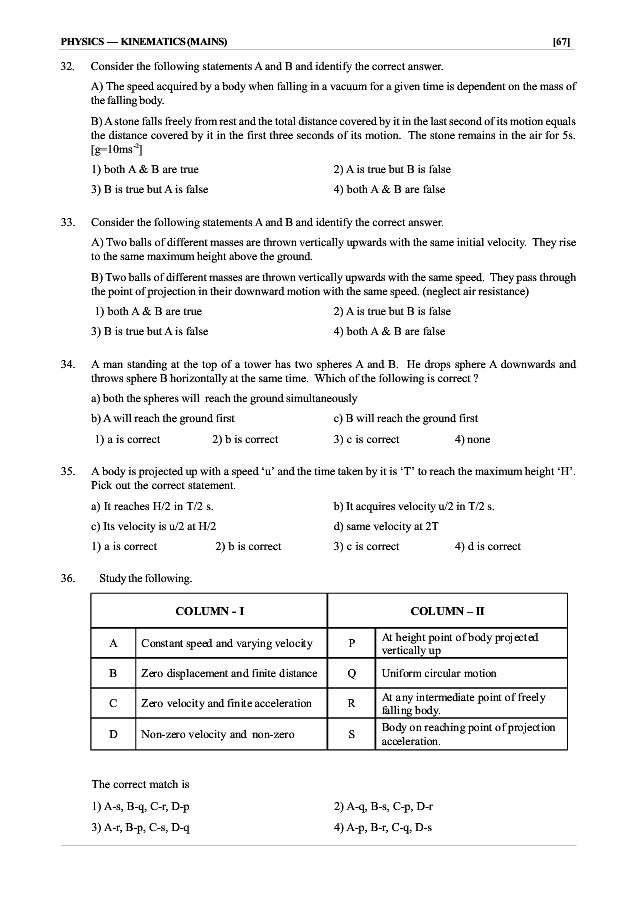 PHYSICS — KINEMATICS (MAINS) [67]
32. Consider the following statements A and B and identify the correct answer.
A) The speed acquired by a body when falling in a vacuum for a given time is dependent on the mass of
the falling body.
B) A stone falls freely from rest and the total distance covered by it in the last second of its motion equals
the distance covered by it in the first three seconds of its motion. The stone remains in the air for 5s.
[g=10ms⁻²]
1) both A & B are true 2) A is true but B is false
3) B is true but A is false 4) both A & B are false
33. Consider the following statements A and B and identify the correct answer.
A) Two balls of different masses are thrown vertically upwards with the same initial velocity. They rise
to the same maximum height above the ground.
B) Two balls of different masses are thrown vertically upwards with the same speed. They pass through
the point of projection in their downward motion with the same speed. (neglect air resistance)
1) both A & B are true 2) A is true but B is false
3) B is true but A is false 4) both A & B are false
34. A man standing at the top of a tower has two spheres A and B. He drops sphere A downwards and
throws sphere B horizontally at the same time. Which of the following is correct ?
a) both the spheres will reach the ground simultaneously
b) A will reach the ground first c) B will reach the ground first
1) a is correct 2) b is correct 3) c is correct 4) none
35. A body is projected up with a speed ‘u’ and the time taken by it is ‘T’ to reach the maximum height ‘H’.
Pick out the correct statement.
a) It reaches H/2 in T/2 s. b) It acquires velocity u/2 in T/2 s.
c) Its velocity is u/2 at H/2 d) same velocity at 2T
1) a is correct 2) b is correct 3) c is correct 4) d is correct
36. Study the following.
COLUMN - I COLUMN – II
A Constant speed and varying velocity P At height point of body projected
vertically up
B Zero displacement and finite distance Q Uniform circular motion
C Zero velocity and finite acceleration R At any intermediate point of freely
falling body.
D Non-zero velocity and non-zero S Body on reaching point of projection
acceleration.
The correct match is
1) A-s, B-q, C-r, D-p 2) A-q, B-s, C-p, D-r
3) A-r, B-p, C-s, D-q 4) A-p, B-r, C-q, D-s